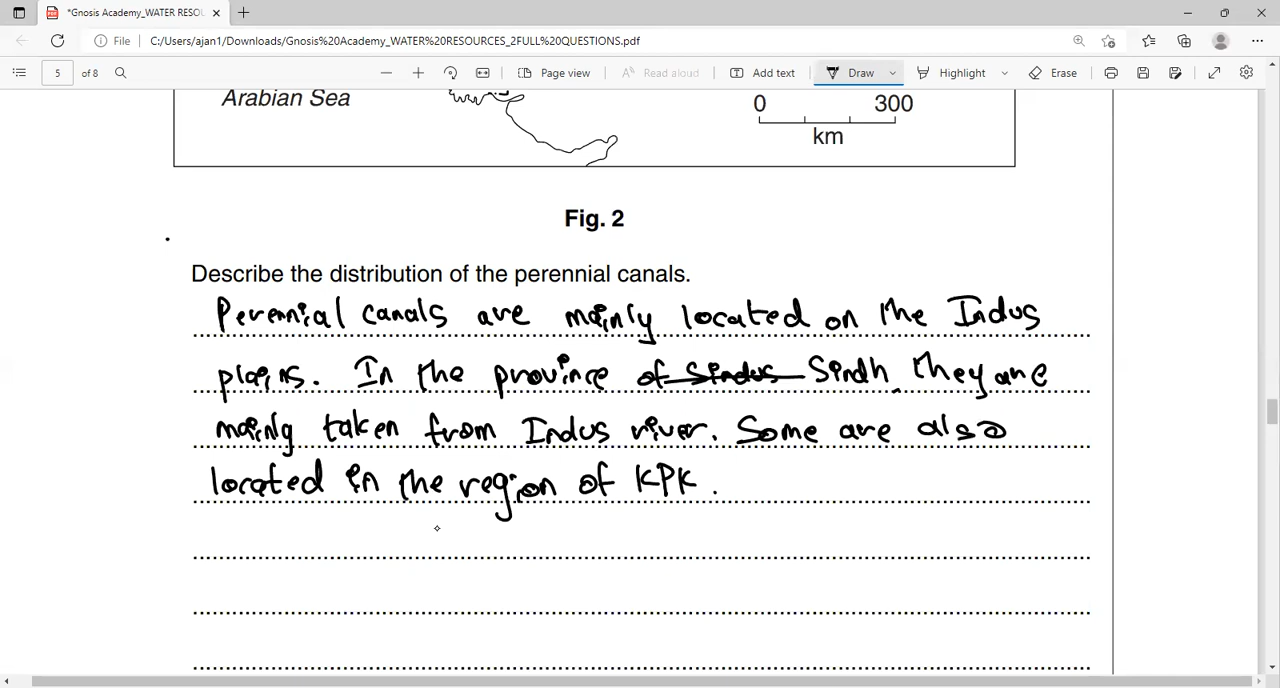 *Gnosis Academy_WATER RESOU
File C:/Users/ajan1/Downloads/Gnosis%20Academy_WATER%20RESOURCES_2FULL%20QUESTIONS.pdf
5 of 8 Page view Read aloud Add text Draw Highlight Erase
Arabian Sea
0 300
km
Fig. 2
Describe the distribution of the perennial canals.
Perennial canals are mainly located on the Indus
plains. In the province of Sindus Sindh they are
mainly taken from Indus river. Some are also
located in the region of KPK.